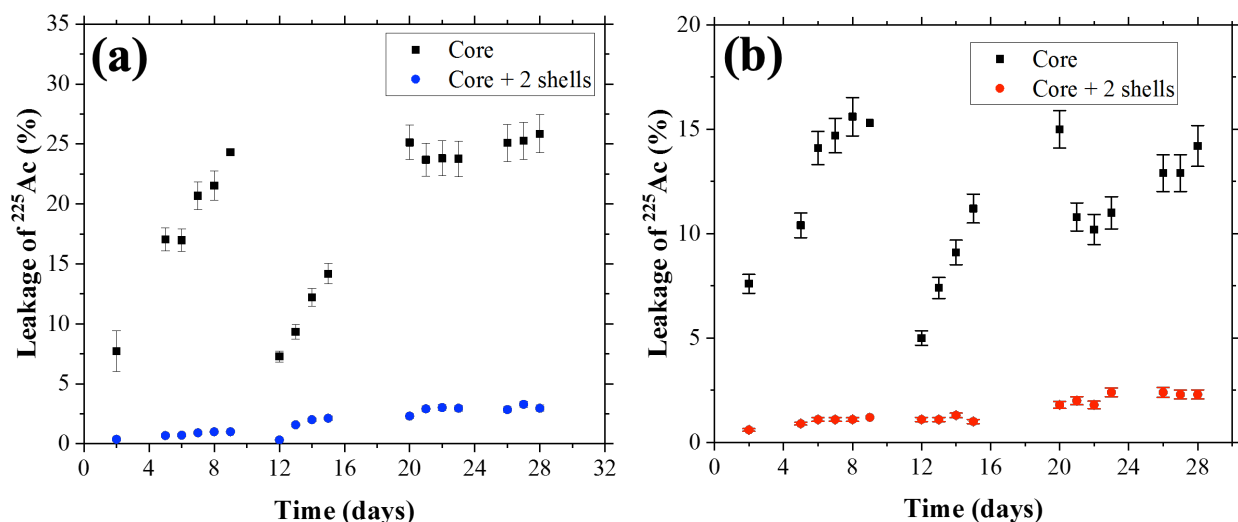 (a)
Core
Core + 2 shells
Leakage of ²²⁵Ac (%)
35
30
25
20
15
10
5
0
0 4 8 12 16 20 24 28 32
Time (days)
(b)
Core
Core + 2 shells
Leakage of ²²⁵Ac (%)
20
15
10
5
0
0 4 8 12 16 20 24 28
Time (days)